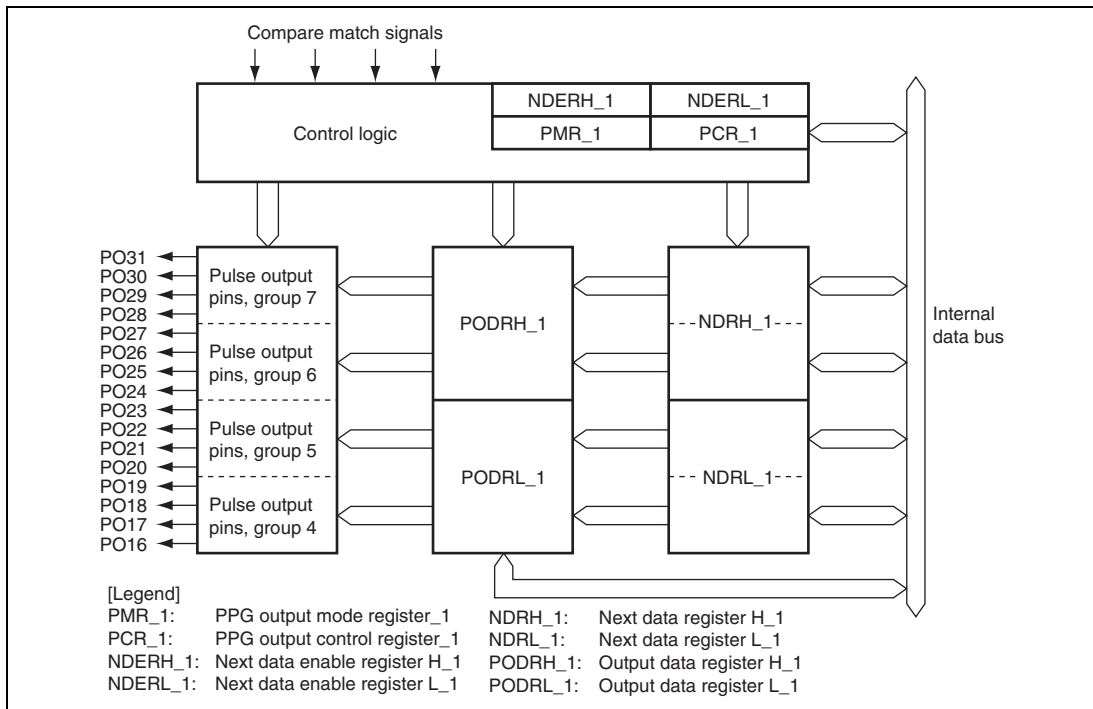 Compare match signals
Control logic
NDERH_1
NDERL_1
PMR_1
PCR_1
PO31
PO30
PO29
PO28
PO27
PO26
PO25
PO24
PO23
PO22
PO21
PO20
PO19
PO18
PO17
PO16
Pulse output
pins, group 7
Pulse output
pins, group 6
Pulse output
pins, group 5
Pulse output
pins, group 4
PODRH_1
PODRL_1
NDRH_1
NDRL_1
Internal
data bus
[Legend]
PMR_1: PPG output mode register_1
PCR_1: PPG output control register_1
NDERH_1: Next data enable register H_1
NDERL_1: Next data enable register L_1
NDRH_1: Next data register H_1
NDRL_1: Next data register L_1
PODRH_1: Output data register H_1
PODRL_1: Output data register L_1